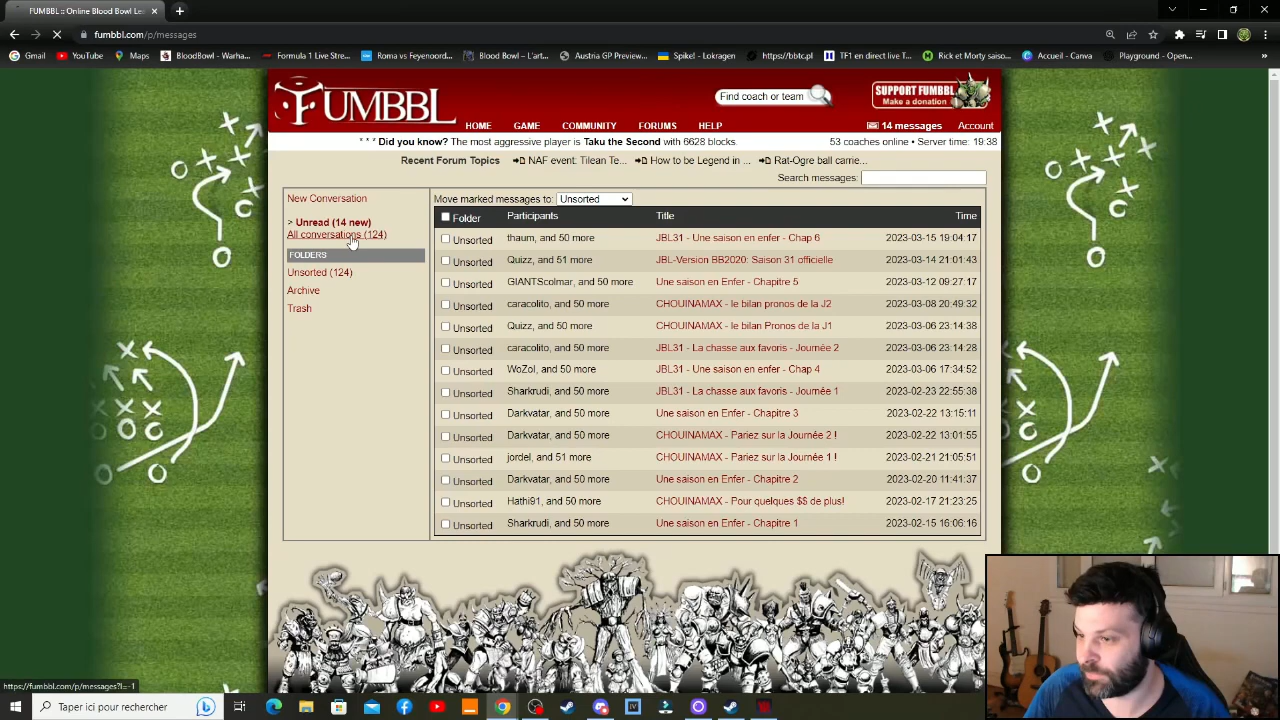 FUMBBL :: Online Blood Bowl Lea
fumbbl.com/p/messages
Gmail YouTube Maps BloodBowl - Warha... Formula 1 Live Stre... Roma vs Feyenoord... Blood Bowl – L'art... Austria GP Preview... Spike! - Lokragen https://bbtc.pl TF1 en direct live T... Rick et Morty saiso... Accueil - Canva Playground - Open... »
FUMBBL
Find coach or team
SUPPORT FUMBBL
Make a donation
HOME GAME COMMUNITY FORUMS HELP 14 messages Account
* * * Did you know? The most aggressive player is Taku the Second with 6628 blocks. 53 coaches online • Server time: 19:38
Recent Forum Topics NAF event: Tilean Te... How to be Legend in ... Rat-Ogre ball carrie...
Search messages:
New Conversation
> Unread (14 new)
All conversations (124)
FOLDERS
Unsorted (124)
Archive
Trash
Move marked messages to: Unsorted
Folder Participants Title Time
Unsorted thaum, and 50 more JBL31 - Une saison en enfer - Chap 6 2023-03-15 19:04:17
Unsorted Quizz, and 51 more JBL-Version BB2020: Saison 31 officielle 2023-03-14 21:01:43
Unsorted GIANTScolmar, and 50 more Une saison en Enfer - Chapitre 5 2023-03-12 09:27:17
Unsorted caracolito, and 50 more CHOUINAMAX - le bilan pronos de la J2 2023-03-08 20:49:32
Unsorted Quizz, and 50 more CHOUINAMAX - le bilan Pronos de la J1 2023-03-06 23:14:38
Unsorted caracolito, and 50 more JBL31 - La chasse aux favoris - Journée 2 2023-03-06 23:14:28
Unsorted WoZol, and 50 more JBL31 - Une saison en enfer - Chap 4 2023-03-06 17:34:52
Unsorted Sharkrudi, and 50 more JBL31 - La chasse aux favoris - Journée 1 2023-02-23 22:55:38
Unsorted Darkvatar, and 50 more Une saison en Enfer - Chapitre 3 2023-02-22 13:15:11
Unsorted Darkvatar, and 50 more CHOUINAMAX - Pariez sur la Journée 2 ! 2023-02-22 13:01:55
Unsorted jordel, and 51 more CHOUINAMAX - Pariez sur la Journée 1 ! 2023-02-21 21:05:51
Unsorted Darkvatar, and 50 more Une saison en Enfer - Chapitre 2 2023-02-20 11:41:37
Unsorted Hathi91, and 50 more CHOUINAMAX - Pour quelques $$ de plus! 2023-02-17 21:23:25
Unsorted Sharkrudi, and 50 more Une saison en Enfer - Chapitre 1 2023-02-15 16:06:16
https://fumbbl.com/p/messages?l=-1
Taper ici pour rechercher